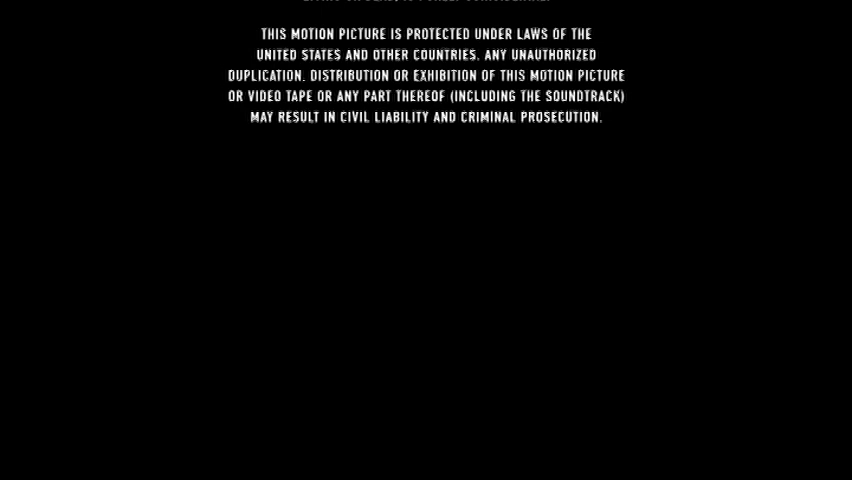 THIS MOTION PICTURE IS PROTECTED UNDER LAWS OF THE
UNITED STATES AND OTHER COUNTRIES. ANY UNAUTHORIZED
DUPLICATION, DISTRIBUTION OR EXHIBITION OF THIS MOTION PICTURE
OR VIDEO TAPE OR ANY PART THEREOF (INCLUDING THE SOUNDTRACK)
MAY RESULT IN CIVIL LIABILITY AND CRIMINAL PROSECUTION.